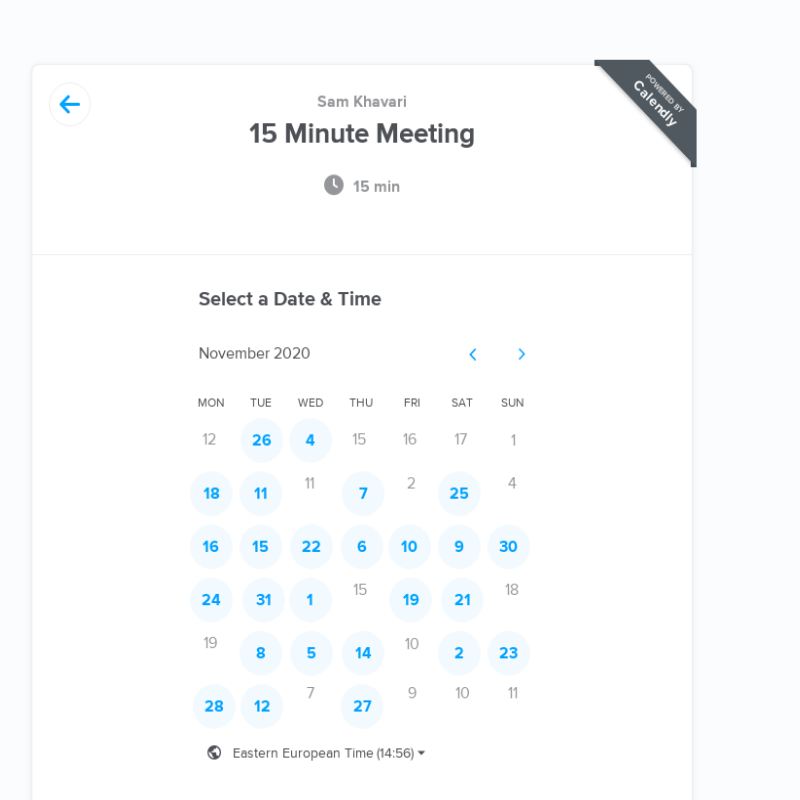 POWERED BY
Calendly
Sam Khavari
15 Minute Meeting
15 min
Select a Date & Time
November 2020
MON TUE WED THU FRI SAT SUN
12 26 4 15 16 17 1
18 11 11 7 2 25 4
16 15 22 6 10 9 30
24 31 1 15 19 21 18
19 8 5 14 10 2 23
28 12 7 27 9 10 11
Eastern European Time (14:56)